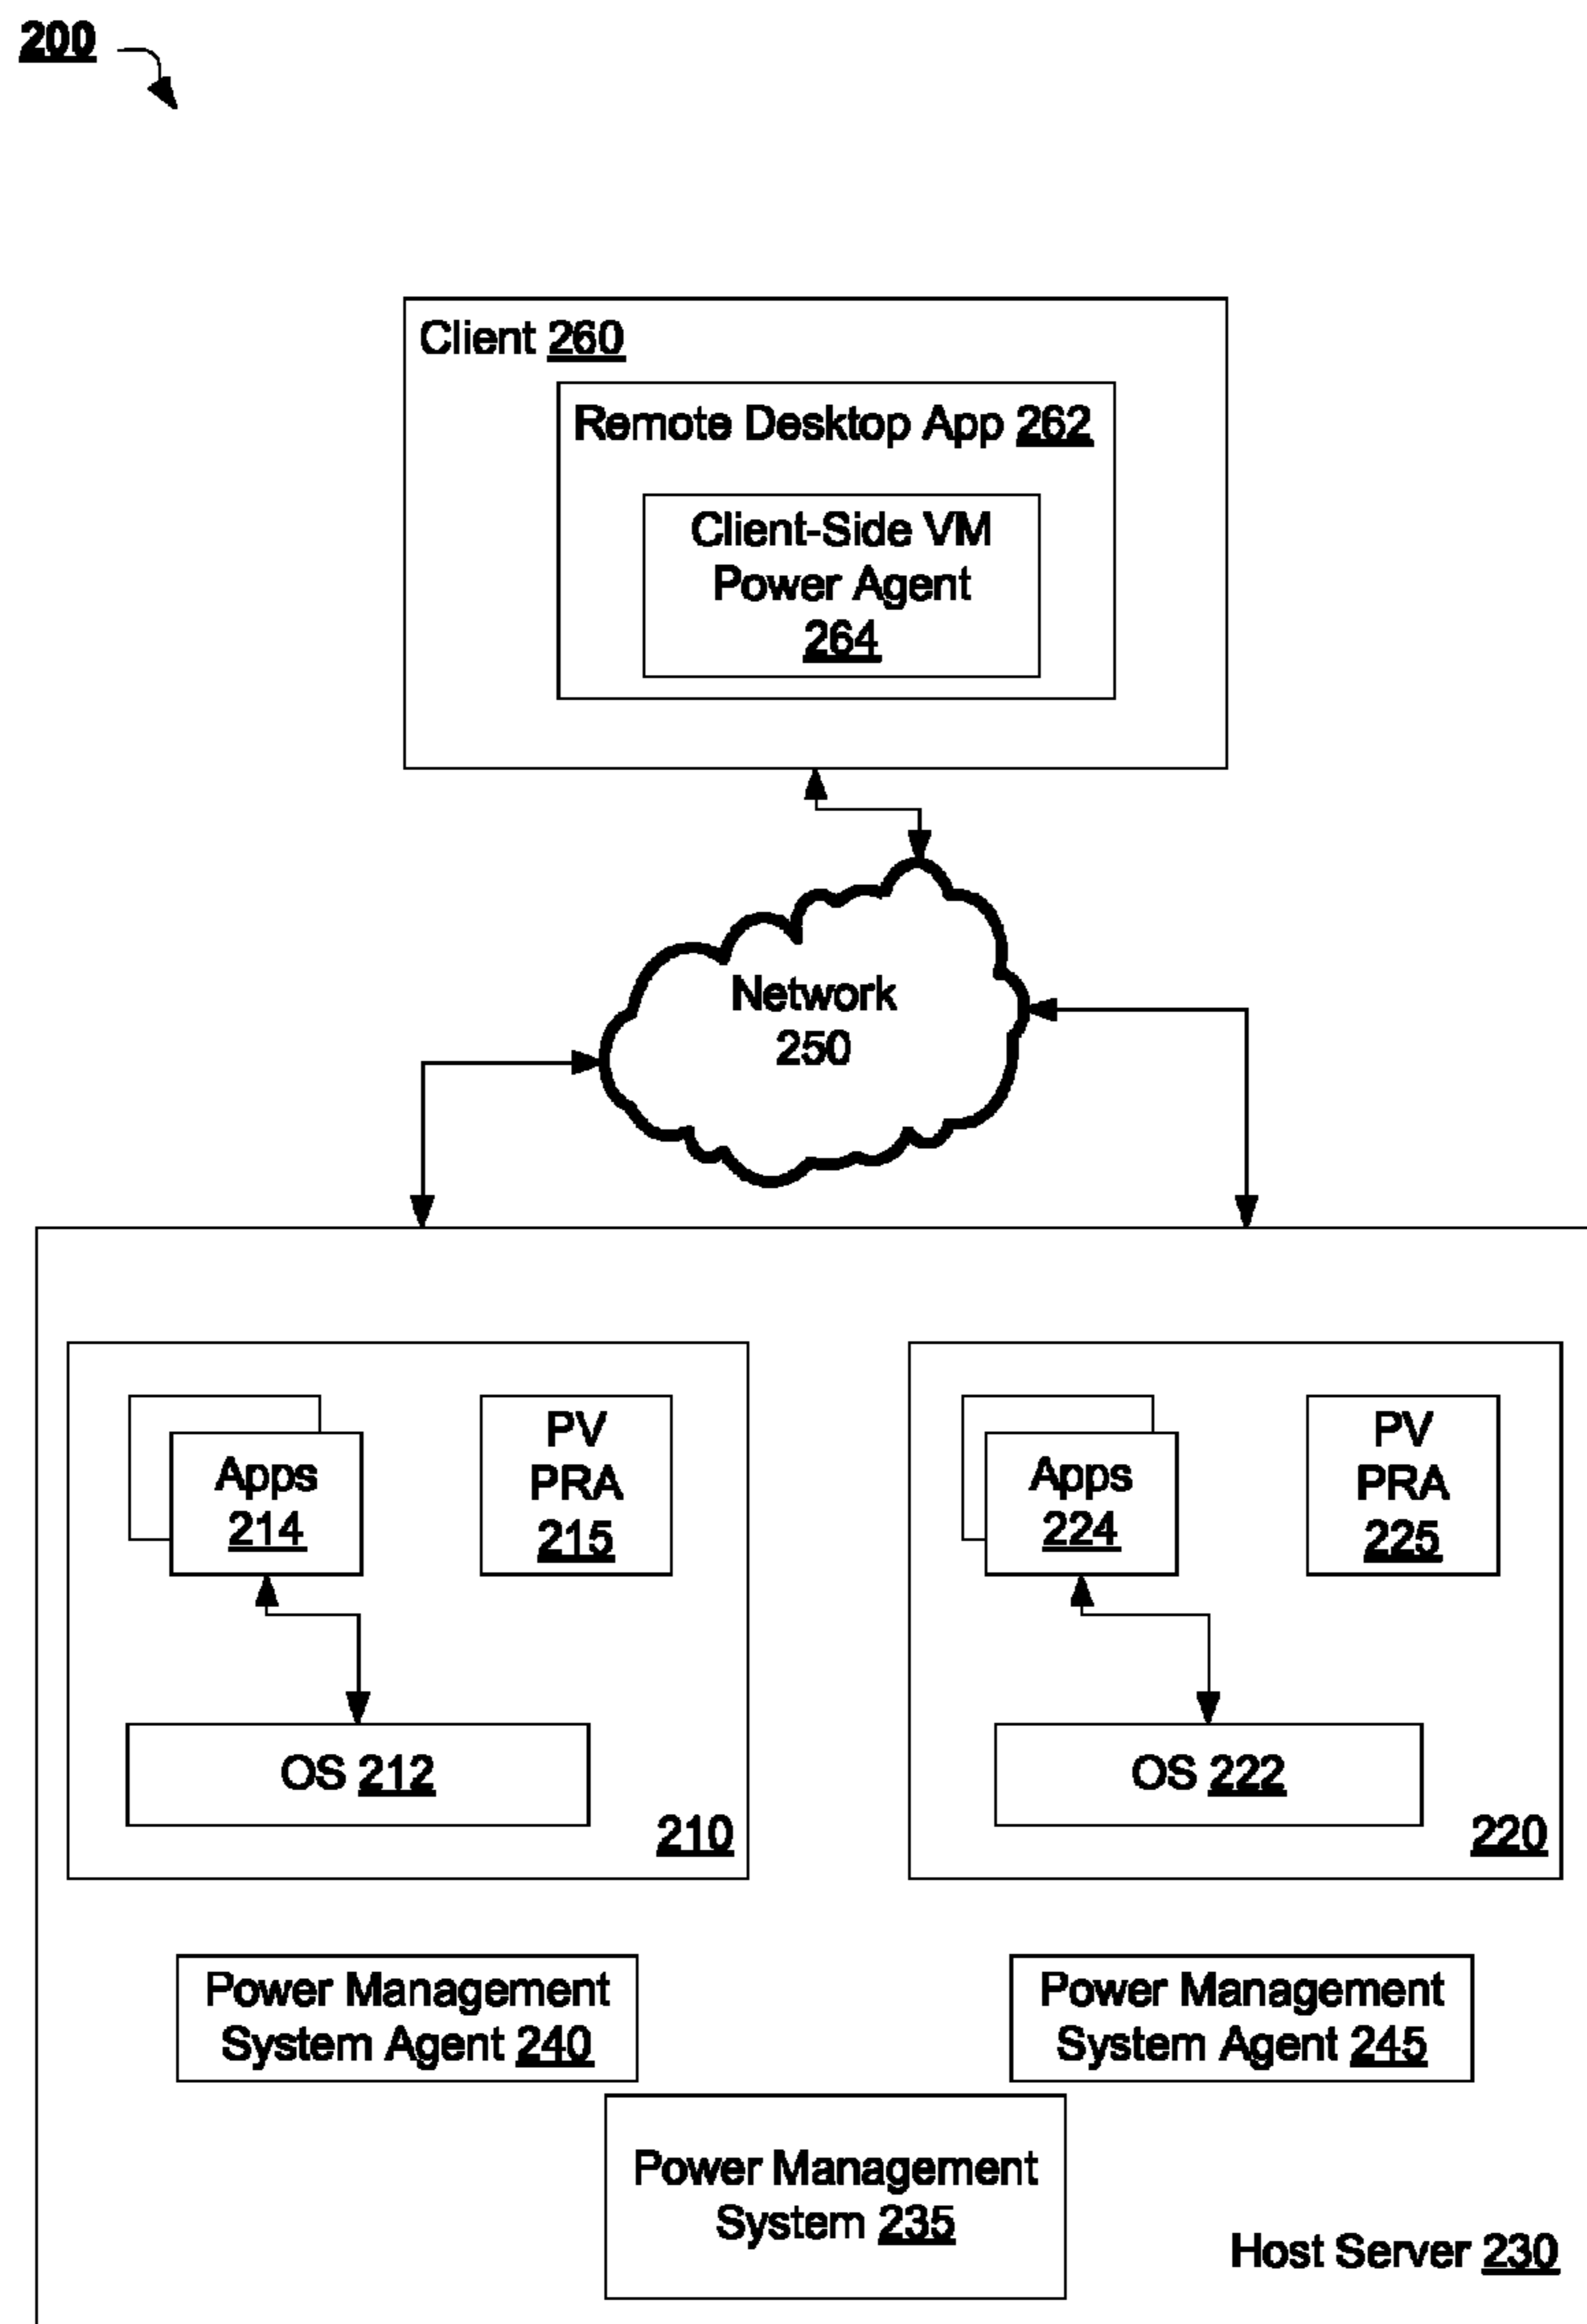 200
Client 260
Remote Desktop App 262
Client-Side VM
Power Agent
264
Network
250
Apps
214
PV
PRA
215
OS 212
210
Apps
224
PV
PRA
225
OS 222
220
Power Management
System Agent 240
Power Management
System Agent 245
Power Management
System 235
Host Server 230